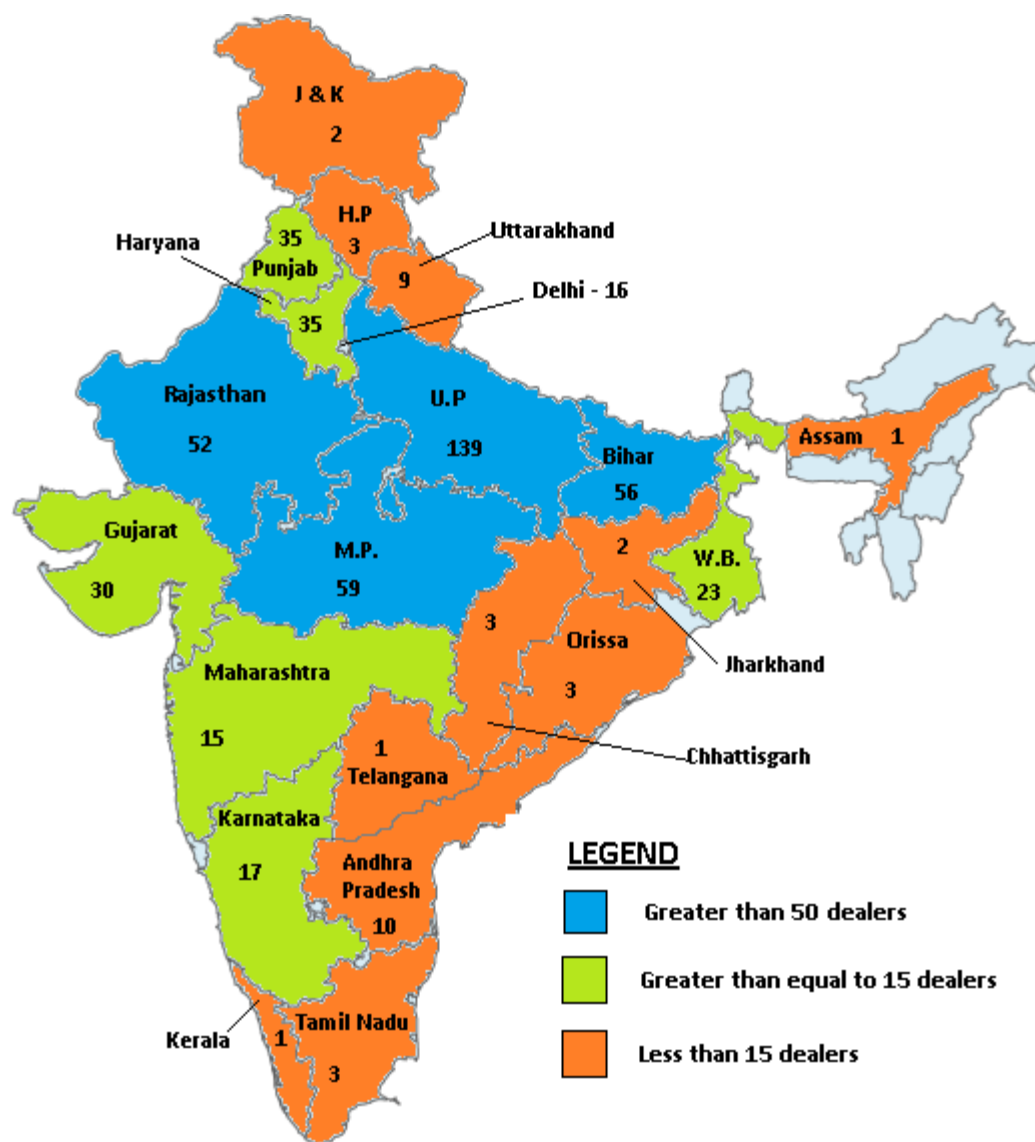 J & K
2
H.P
3
Uttarakhand
9
Haryana
35
Punjab
Delhi - 16
35
Rajasthan
52
U.P
139
Bihar
56
Assam 1
Gujarat
30
M.P.
59
2
W.B.
23
3
Orissa
3
Jharkhand
Maharashtra
15
Chhattisgarh
1
Telangana
Karnataka
17
Andhra
Pradesh
10
Kerala
1
Tamil Nadu
3
LEGEND
Greater than 50 dealers
Greater than equal to 15 dealers
Less than 15 dealers